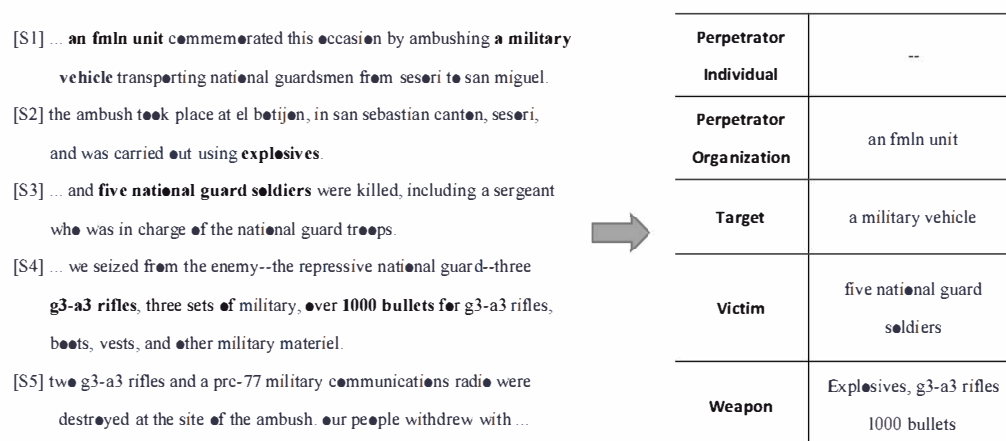 [S1] ... an fmln unit commemorated this occasion by ambushing a military
vehicle transporting national guardsmen from sesori to san miguel.
[S2] the ambush took place at el botijon, in san sebastian canton, sesori,
and was carried out using explosives.
[S3] ... and five national guard soldiers were killed, including a sergeant
who was in charge of the national guard troops.
[S4] ... we seized from the enemy--the repressive national guard--three
g3-a3 rifles, three sets of military, over 1000 bullets for g3-a3 rifles,
boots, vests, and other military materiel.
[S5] two g3-a3 rifles and a prc-77 military communications radio were
destroyed at the site of the ambush. our people withdrew with ...
Perpetrator
Individual
--
Perpetrator
Organization
an fmln unit
Target
a military vehicle
Victim
five national guard
soldiers
Weapon
Explosives, g3-a3 rifles
1000 bullets